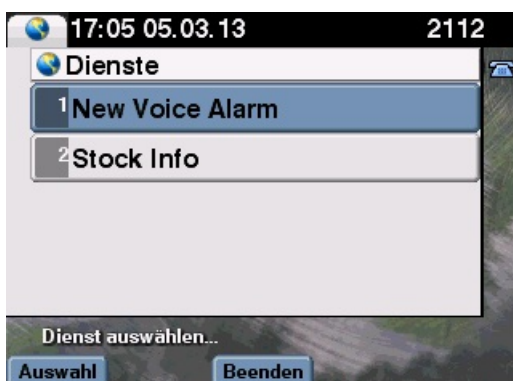 17:05 05.03.13 2112
Dienste
1 New Voice Alarm
2 Stock Info
Dienst auswählen...
Auswahl Beenden